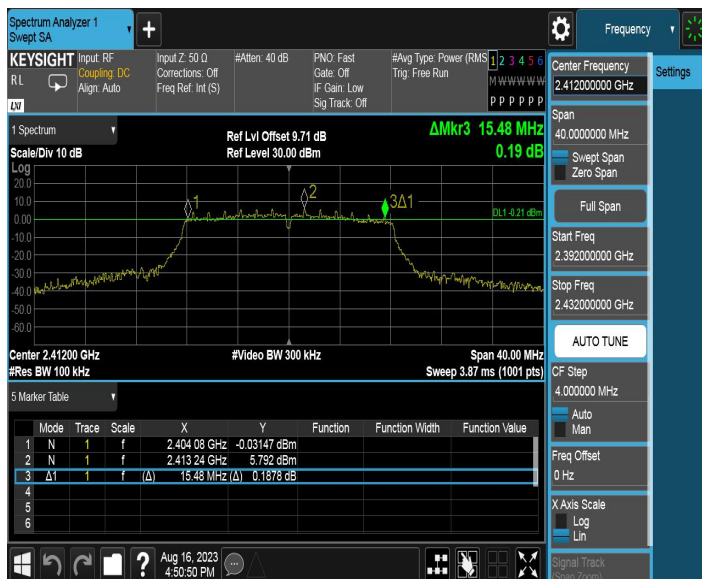 Spectrum Analyzer 1
Swept SA
+
Frequency
KEYSIGHT
RL
LXI
Input: RF
Coupling: DC
Align: Auto
Input Z: 50 Ω
Corrections: Off
Freq Ref: Int (S)
#Atten: 40 dB
PNO: Fast
Gate: Off
IF Gain: Low
Sig Track: Off
#Avg Type: Power (RMS
Trig: Free Run
1 2 3 4 5 6
M W W W W W
P P P P P P
1 Spectrum
Scale/Div 10 dB
Ref Lvl Offset 9.71 dB
Ref Level 30.00 dBm
ΔMkr3 15.48 MHz
0.19 dB
Log
20.0
10.0
0.00
-10.0
-20.0
-30.0
-40.0
-50.0
-60.0
1
2
3Δ1
DL1 -0.21 dBm
Center 2.41200 GHz
#Video BW 300 kHz
Span 40.00 MHz
#Res BW 100 kHz
Sweep 3.87 ms (1001 pts)
5 Marker Table
Mode Trace Scale X Y Function Function Width Function Value
1 N 1 f 2.404 08 GHz -0.03147 dBm
2 N 1 f 2.413 24 GHz 5.792 dBm
3 Δ1 1 f (Δ) 15.48 MHz (Δ) 0.1878 dB
4
5
6
Aug 16, 2023
4:50:50 PM
?
Center Frequency
2.412000000 GHz
Settings
Span
40.0000000 MHz
Swept Span
Zero Span
Full Span
Start Freq
2.392000000 GHz
Stop Freq
2.432000000 GHz
AUTO TUNE
CF Step
4.000000 MHz
Auto
Man
Freq Offset
0 Hz
X Axis Scale
Log
Lin
Signal Track
(Span Zoom)